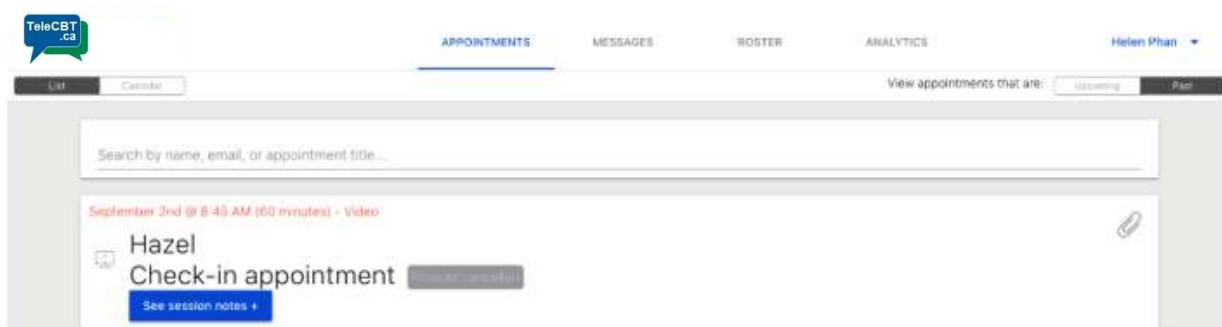 TeleCBT
.ca
APPOINTMENTS MESSAGES ROSTER ANALYTICS Helen Phan
List Calendar View appointments that are: Upcoming Past
Search by name, email, or appointment title...
September 2nd @ 8:45 AM (60 minutes) - Video
Hazel
Check-in appointment
See session notes +